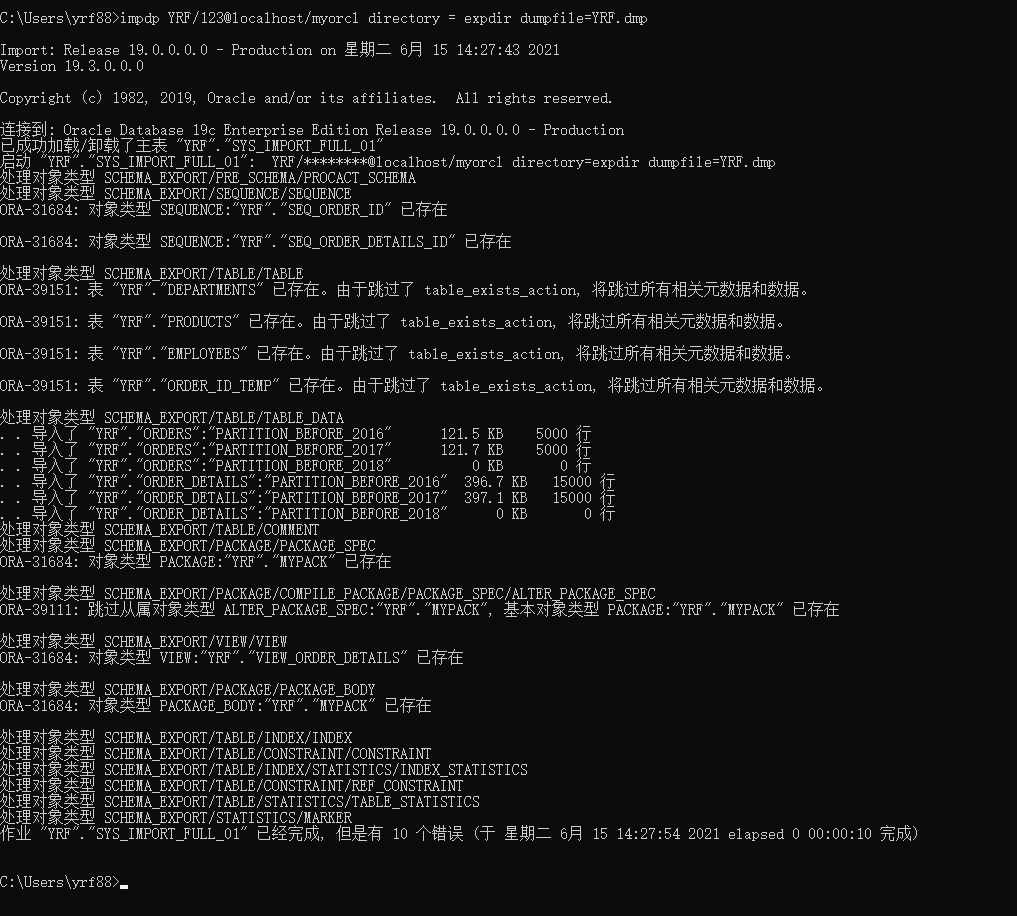 C:\Users\yrf88>impdp YRF/123@localhost/myorcl directory = expdir dumpfile=YRF.dmp
Import: Release 19.0.0.0.0 - Production on 星期二 6月 15 14:27:43 2021
Version 19.3.0.0.0
Copyright (c) 1982, 2019, Oracle and/or its affiliates.  All rights reserved.
连接到: Oracle Database 19c Enterprise Edition Release 19.0.0.0.0 - Production
已成功加载/卸载了主表 "YRF"."SYS_IMPORT_FULL_01"
启动 "YRF"."SYS_IMPORT_FULL_01":  YRF/********@localhost/myorcl directory=expdir dumpfile=YRF.dmp
处理对象类型 SCHEMA_EXPORT/PRE_SCHEMA/PROCACT_SCHEMA
处理对象类型 SCHEMA_EXPORT/SEQUENCE/SEQUENCE
ORA-31684: 对象类型 SEQUENCE:"YRF"."SEQ_ORDER_ID" 已存在
ORA-31684: 对象类型 SEQUENCE:"YRF"."SEQ_ORDER_DETAILS_ID" 已存在
处理对象类型 SCHEMA_EXPORT/TABLE/TABLE
ORA-39151: 表 "YRF"."DEPARTMENTS" 已存在。由于跳过了 table_exists_action, 将跳过所有相关元数据和数据。
ORA-39151: 表 "YRF"."PRODUCTS" 已存在。由于跳过了 table_exists_action, 将跳过所有相关元数据和数据。
ORA-39151: 表 "YRF"."EMPLOYEES" 已存在。由于跳过了 table_exists_action, 将跳过所有相关元数据和数据。
ORA-39151: 表 "YRF"."ORDER_ID_TEMP" 已存在。由于跳过了 table_exists_action, 将跳过所有相关元数据和数据。
处理对象类型 SCHEMA_EXPORT/TABLE/TABLE_DATA
. . 导入了 "YRF"."ORDERS":"PARTITION_BEFORE_2016"      121.5 KB    5000 行
. . 导入了 "YRF"."ORDERS":"PARTITION_BEFORE_2017"      121.7 KB    5000 行
. . 导入了 "YRF"."ORDERS":"PARTITION_BEFORE_2018"          0 KB       0 行
. . 导入了 "YRF"."ORDER_DETAILS":"PARTITION_BEFORE_2016"  396.7 KB   15000 行
. . 导入了 "YRF"."ORDER_DETAILS":"PARTITION_BEFORE_2017"  397.1 KB   15000 行
. . 导入了 "YRF"."ORDER_DETAILS":"PARTITION_BEFORE_2018"      0 KB       0 行
处理对象类型 SCHEMA_EXPORT/TABLE/COMMENT
处理对象类型 SCHEMA_EXPORT/PACKAGE/PACKAGE_SPEC
ORA-31684: 对象类型 PACKAGE:"YRF"."MYPACK" 已存在
处理对象类型 SCHEMA_EXPORT/PACKAGE/COMPILE_PACKAGE/PACKAGE_SPEC/ALTER_PACKAGE_SPEC
ORA-39111: 跳过从属对象类型 ALTER_PACKAGE_SPEC:"YRF"."MYPACK", 基本对象类型 PACKAGE:"YRF"."MYPACK" 已存在
处理对象类型 SCHEMA_EXPORT/VIEW/VIEW
ORA-31684: 对象类型 VIEW:"YRF"."VIEW_ORDER_DETAILS" 已存在
处理对象类型 SCHEMA_EXPORT/PACKAGE/PACKAGE_BODY
ORA-31684: 对象类型 PACKAGE_BODY:"YRF"."MYPACK" 已存在
处理对象类型 SCHEMA_EXPORT/TABLE/INDEX/INDEX
处理对象类型 SCHEMA_EXPORT/TABLE/CONSTRAINT/CONSTRAINT
处理对象类型 SCHEMA_EXPORT/TABLE/INDEX/STATISTICS/INDEX_STATISTICS
处理对象类型 SCHEMA_EXPORT/TABLE/CONSTRAINT/REF_CONSTRAINT
处理对象类型 SCHEMA_EXPORT/TABLE/STATISTICS/TABLE_STATISTICS
处理对象类型 SCHEMA_EXPORT/STATISTICS/MARKER
作业 "YRF"."SYS_IMPORT_FULL_01" 已经完成, 但是有 10 个错误 (于 星期二 6月 15 14:27:54 2021 elapsed 0 00:00:10 完成)
C:\Users\yrf88>